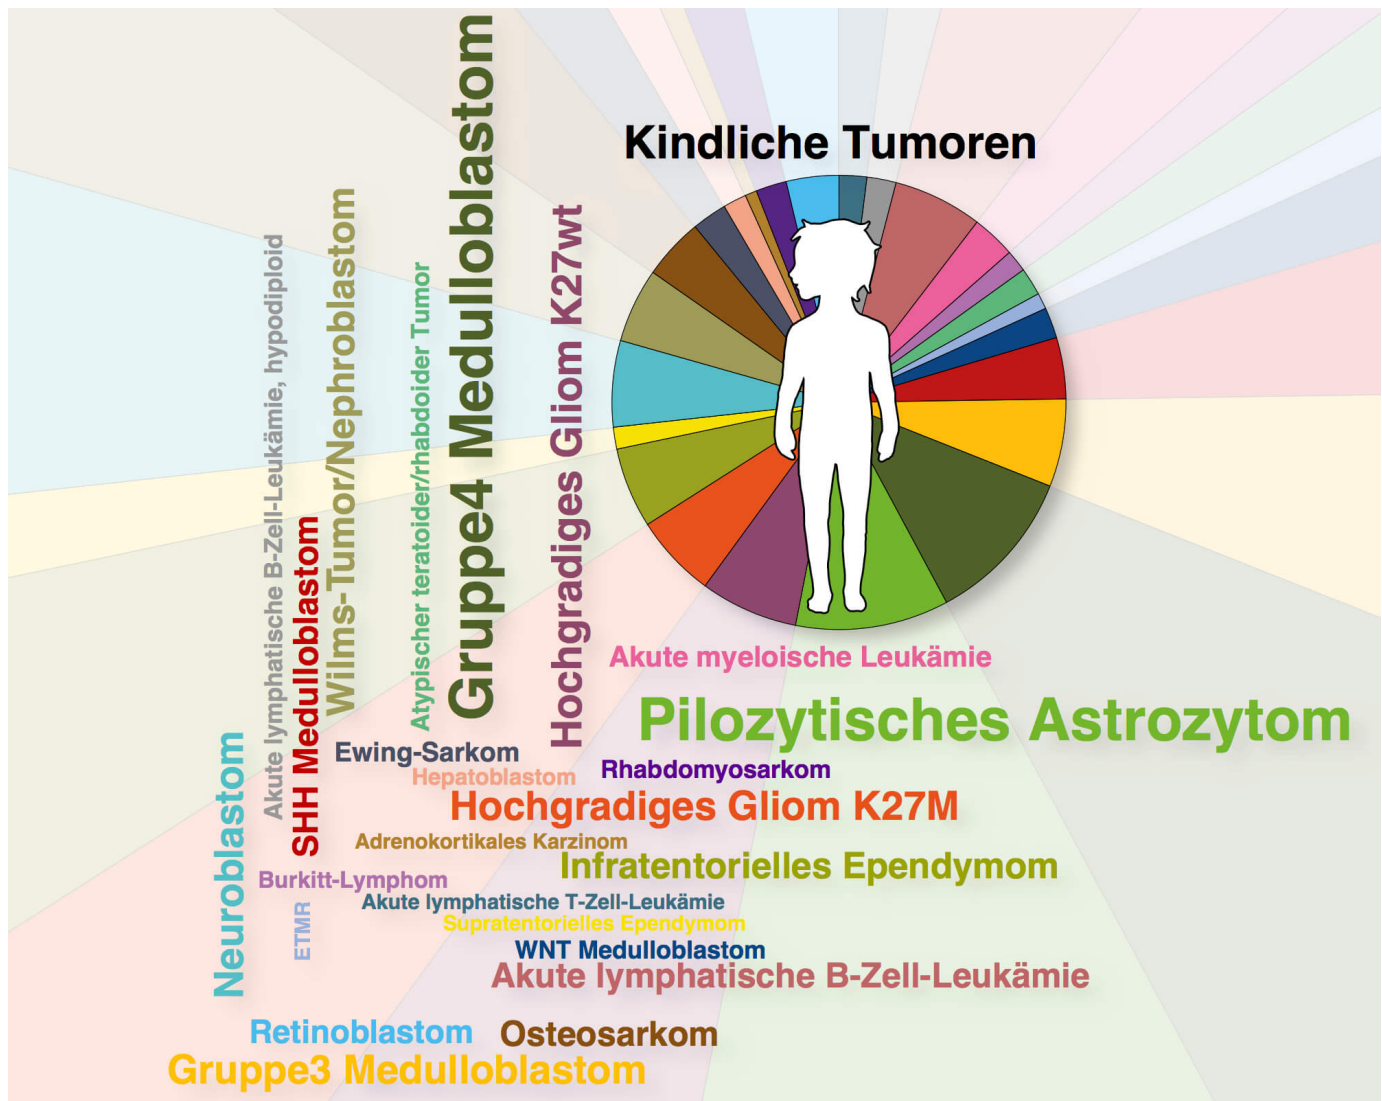 Kindliche Tumoren
Gruppe4 Medulloblastom
Hochgradiges Gliom K27wt
Wilms-Tumor/Nephroblastom
Akute lymphatische B-Zell-Leukämie, hypodiploid
Atypischer teratoider/rhabdoider Tumor
SHH Medulloblastom
Neuroblastom
Akute myeloische Leukämie
Pilozytisches Astrozytom
Ewing-Sarkom
Rhabdomyosarkom
Hepatoblastom
Hochgradiges Gliom K27M
Adrenokortikales Karzinom
Infratentorielles Ependymom
Burkitt-Lymphom
Akute lymphatische T-Zell-Leukämie
ETMR
Supratentorielles Ependymom
WNT Medulloblastom
Akute lymphatische B-Zell-Leukämie
Retinoblastom
Osteosarkom
Gruppe3 Medulloblastom